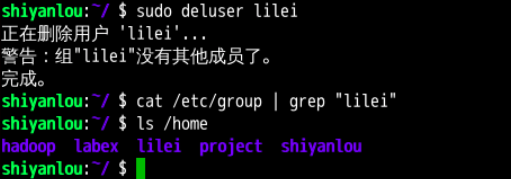 shiyanlou:~/ $ sudo deluser lilei
正在删除用户 'lilei'...
警告：组"lilei"没有其他成员了。
完成。
shiyanlou:~/ $ cat /etc/group | grep "lilei"
shiyanlou:~/ $ ls /home
hadoop labex lilei project shiyanlou
shiyanlou:~/ $